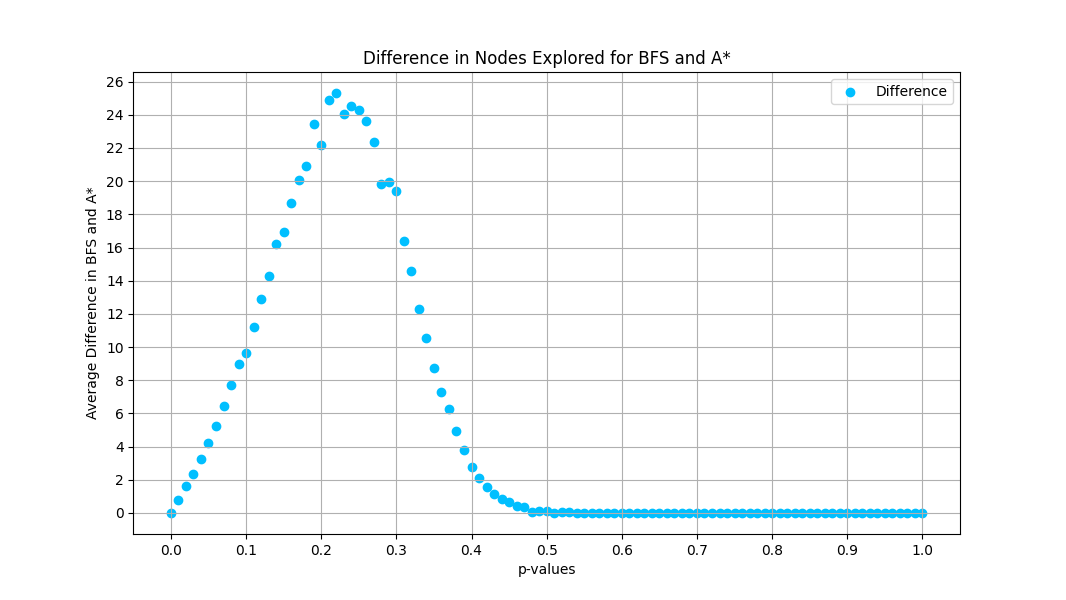 Difference in Nodes Explored for BFS and A*
Difference
Average Difference in BFS and A*
26
24
22
20
18
16
14
12
10
8
6
4
2
0
0.0 0.1 0.2 0.3 0.4 0.5 0.6 0.7 0.8 0.9 1.0
p-values